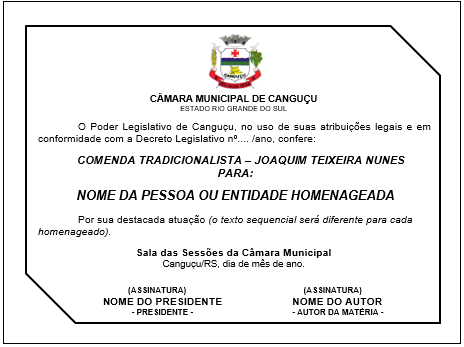 CANGUÇU
CÂMARA MUNICIPAL DE CANGUÇU
ESTADO RIO GRANDE DO SUL
O Poder Legislativo de Canguçu, no uso de suas atribuições legais e em
conformidade com a Decreto Legislativo nº.... /ano, confere:
COMENDA TRADICIONALISTA – JOAQUIM TEIXEIRA NUNES
PARA:
NOME DA PESSOA OU ENTIDADE HOMENAGEADA
Por sua destacada atuação (o texto sequencial será diferente para cada
homenageado).
Sala das Sessões da Câmara Municipal
Canguçu/RS, dia de mês de ano.
(ASSINATURA) (ASSINATURA)
NOME DO PRESIDENTE NOME DO AUTOR
- PRESIDENTE - - AUTOR DA MATÉRIA -